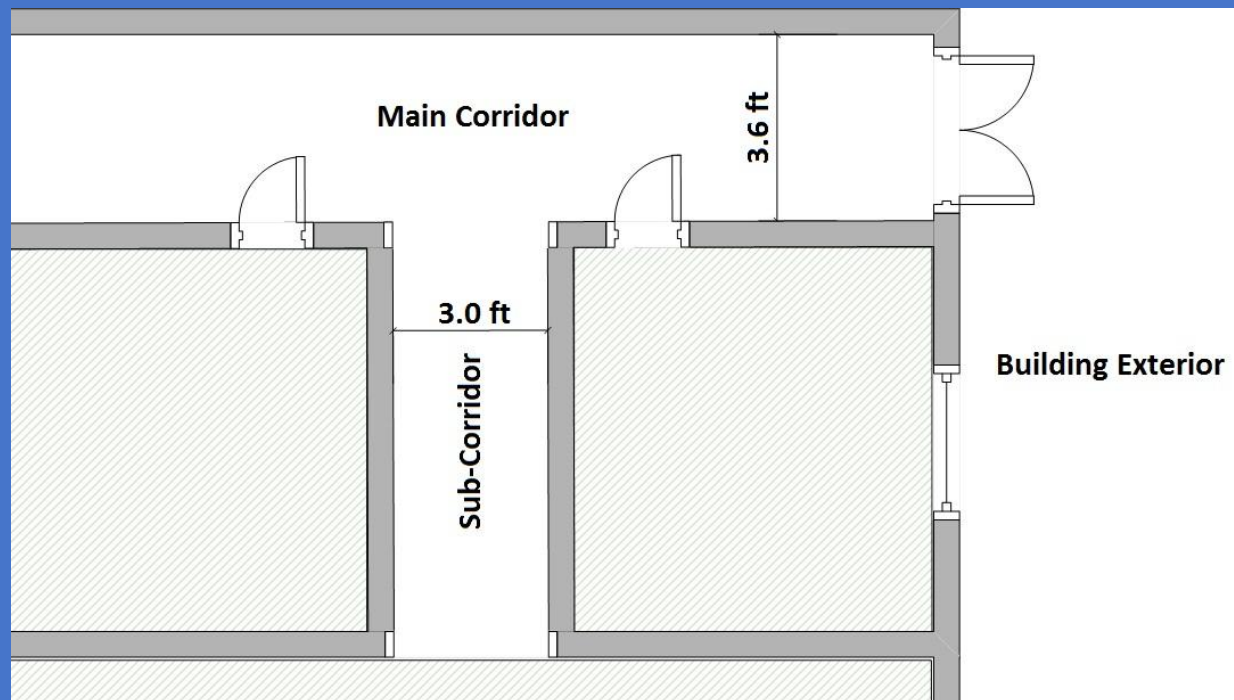 Main Corridor
3.6 ft
3.0 ft
Sub-Corridor
Building Exterior